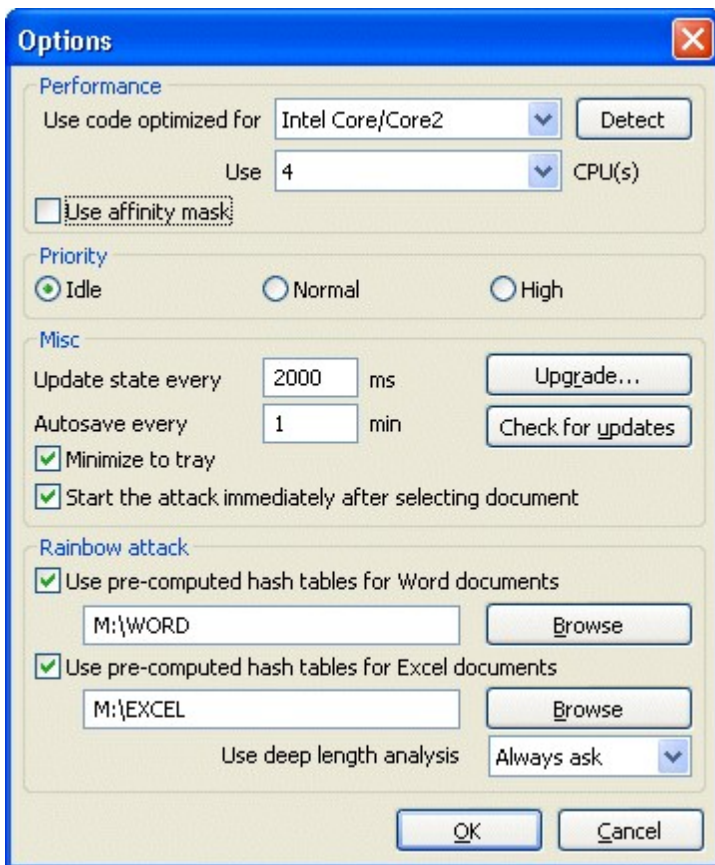 Options
Performance
Use code optimized for Intel Core/Core2 Detect
Use 4 CPU(s)
Use affinity mask
Priority
Idle Normal High
Misc
Update state every 2000 ms Upgrade...
Autosave every 1 min Check for updates
Minimize to tray
Start the attack immediately after selecting document
Rainbow attack
Use pre-computed hash tables for Word documents
M:\WORD Browse
Use pre-computed hash tables for Excel documents
M:\EXCEL Browse
Use deep length analysis Always ask
OK Cancel